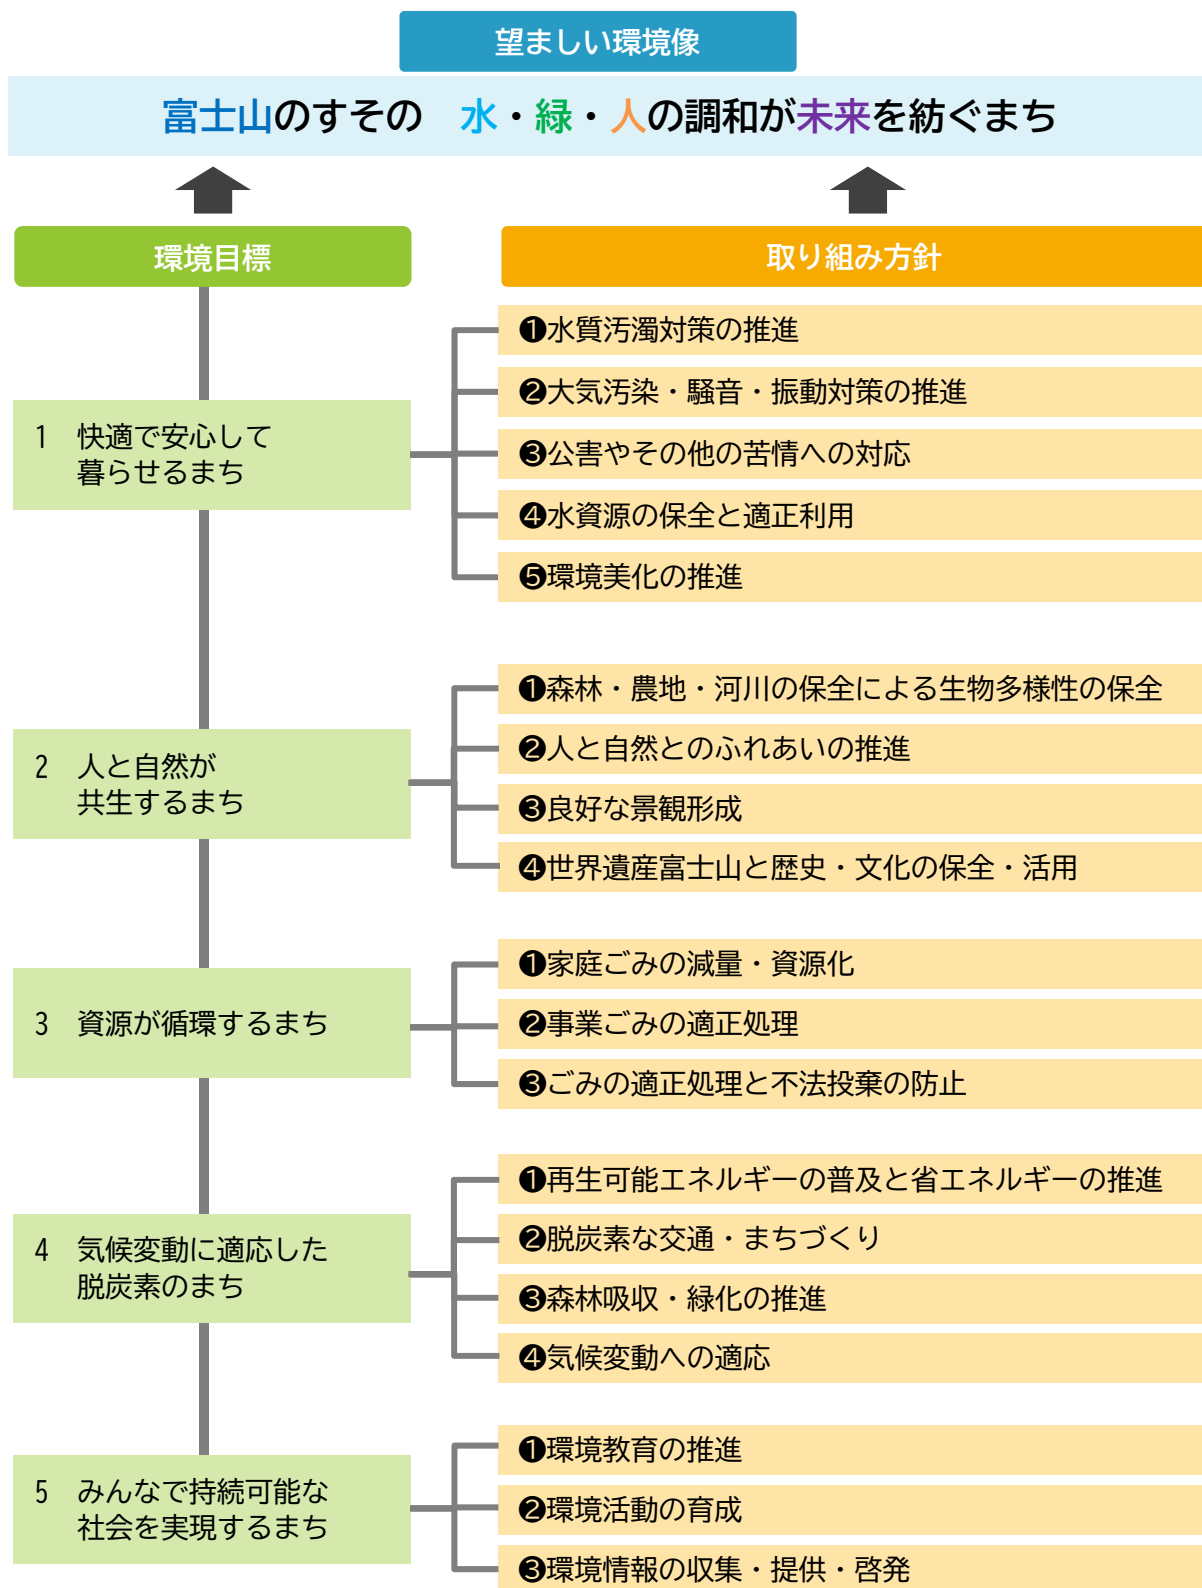 望ましい環境像
富士山のすその　水・緑・人の調和が未来を紡ぐまち
環境目標
取り組み方針
1　快適で安心して
暮らせるまち
❶水質汚濁対策の推進
❷大気汚染・騒音・振動対策の推進
❸公害やその他の苦情への対応
❹水資源の保全と適正利用
❺環境美化の推進
2　人と自然が
共生するまち
❶森林・農地・河川の保全による生物多様性の保全
❷人と自然とのふれあいの推進
❸良好な景観形成
❹世界遺産富士山と歴史・文化の保全・活用
3　資源が循環するまち
❶家庭ごみの減量・資源化
❷事業ごみの適正処理
❸ごみの適正処理と不法投棄の防止
4　気候変動に適応した
脱炭素のまち
❶再生可能エネルギーの普及と省エネルギーの推進
❷脱炭素な交通・まちづくり
❸森林吸収・緑化の推進
❹気候変動への適応
5　みんなで持続可能な
社会を実現するまち
❶環境教育の推進
❷環境活動の育成
❸環境情報の収集・提供・啓発